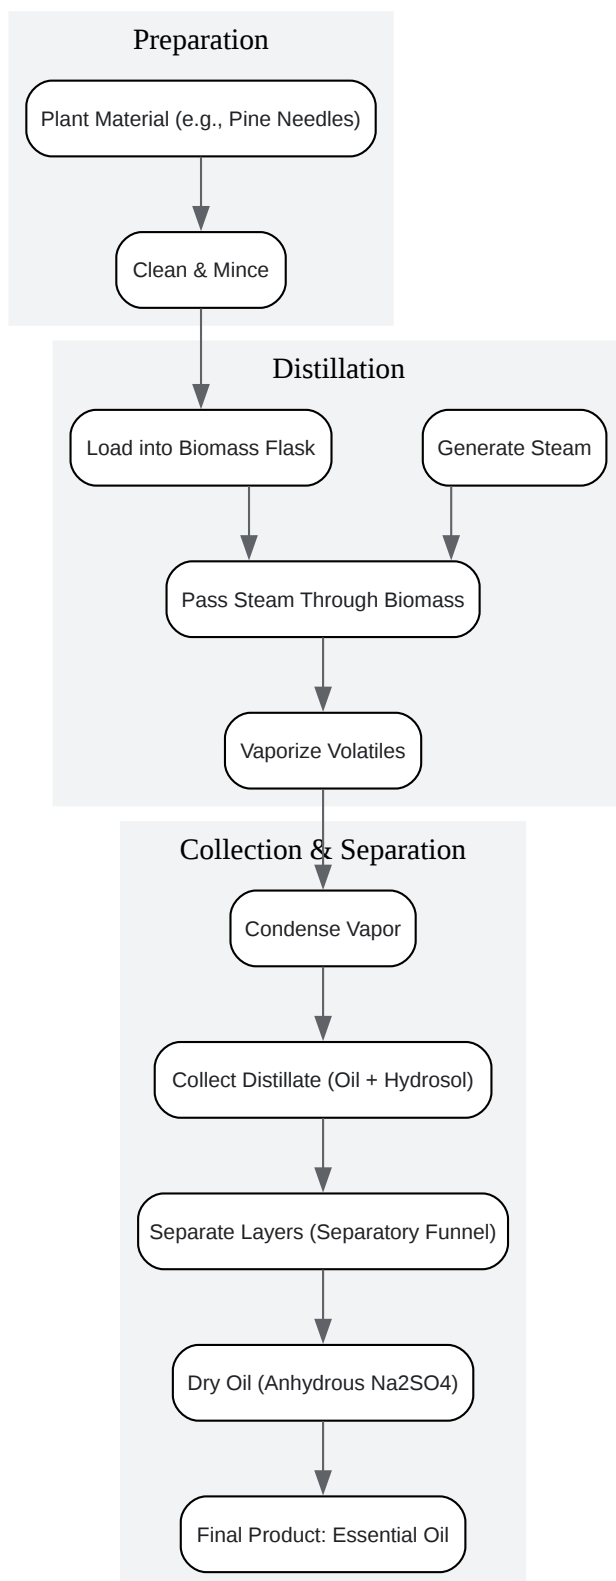 Preparation
Plant Material (e.g., Pine Needles)
Clean & Mince
Distillation
Load into Biomass Flask
Generate Steam
Pass Steam Through Biomass
Vaporize Volatiles
Collection & Separation
Condense Vapor
Collect Distillate (Oil + Hydrosol)
Separate Layers (Separatory Funnel)
Dry Oil (Anhydrous Na2SO4)
Final Product: Essential Oil